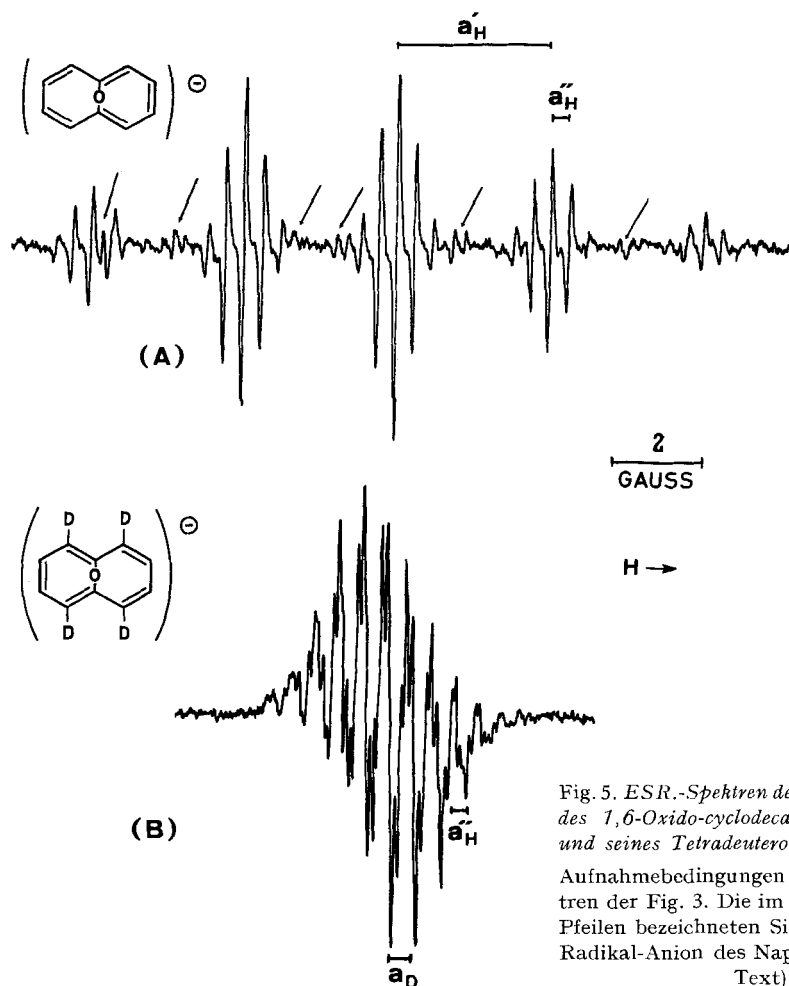 a′H
a″H
O
⊖
(A)
2
GAUSS
H →
D D
O
D D
⊖
(B)
a″H
aD
Fig. 5. ESR.-Spektren de
des 1,6-Oxido-cyclodeca
und seines Tetradeutero
Aufnahmebedingungen
tren der Fig. 3. Die im
Pfeilen bezeichneten Si
Radikal-Anion des Nap
Text)